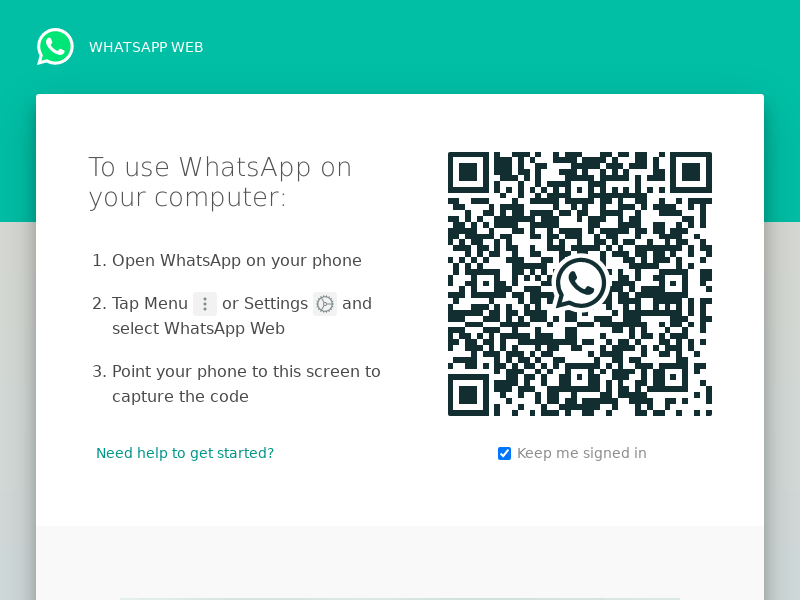 WHATSAPP WEB
To use WhatsApp on
your computer:
1. Open WhatsApp on your phone
2. Tap Menu or Settings and
select WhatsApp Web
3. Point your phone to this screen to
capture the code
Need help to get started?
Keep me signed in